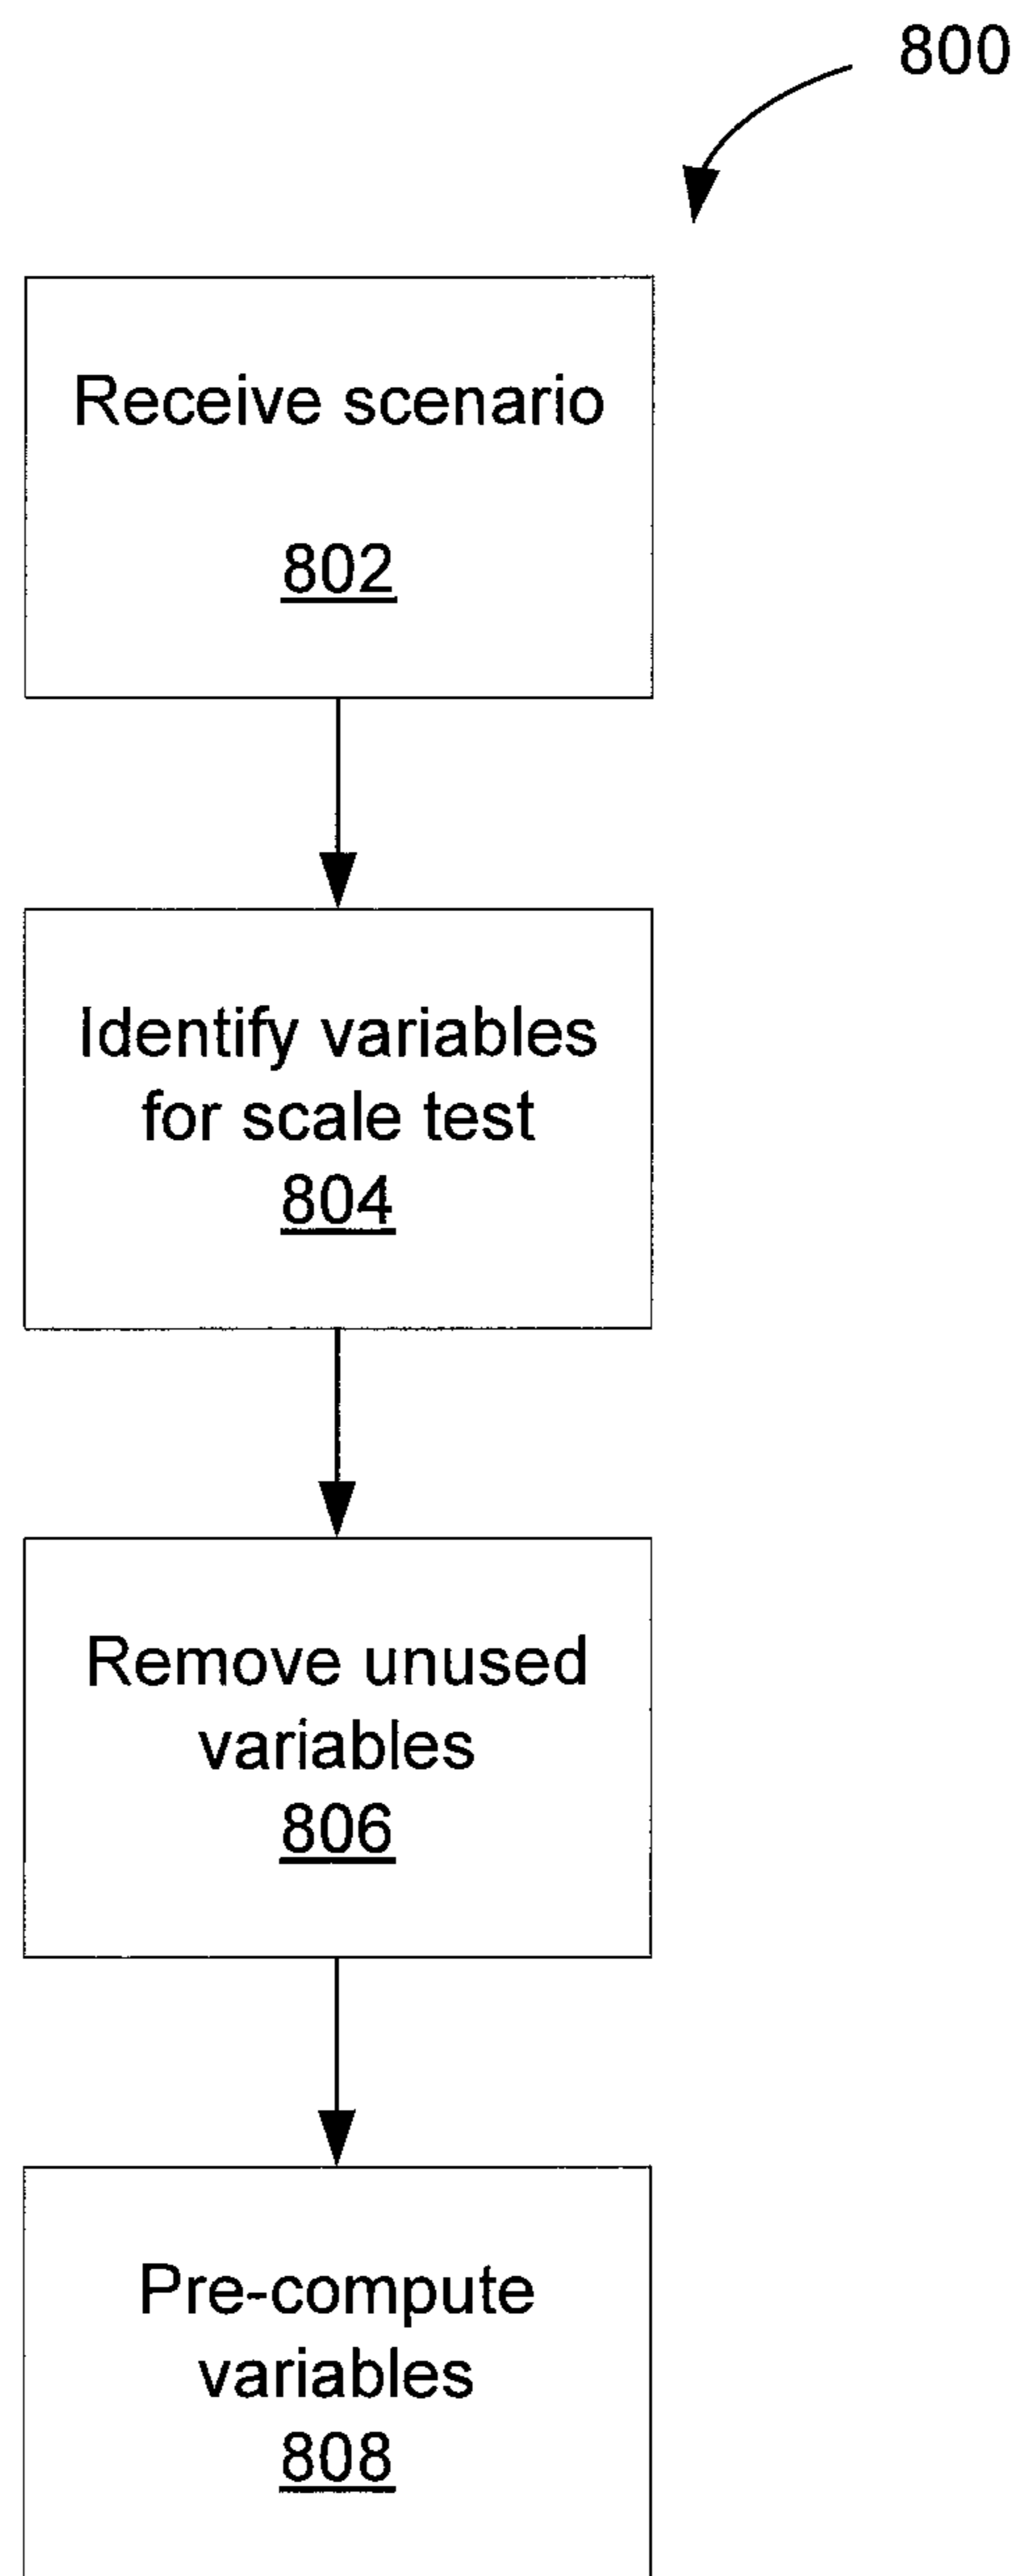 800
Receive scenario
802
Identify variables
for scale test
804
Remove unused
variables
806
Pre-compute
variables
808